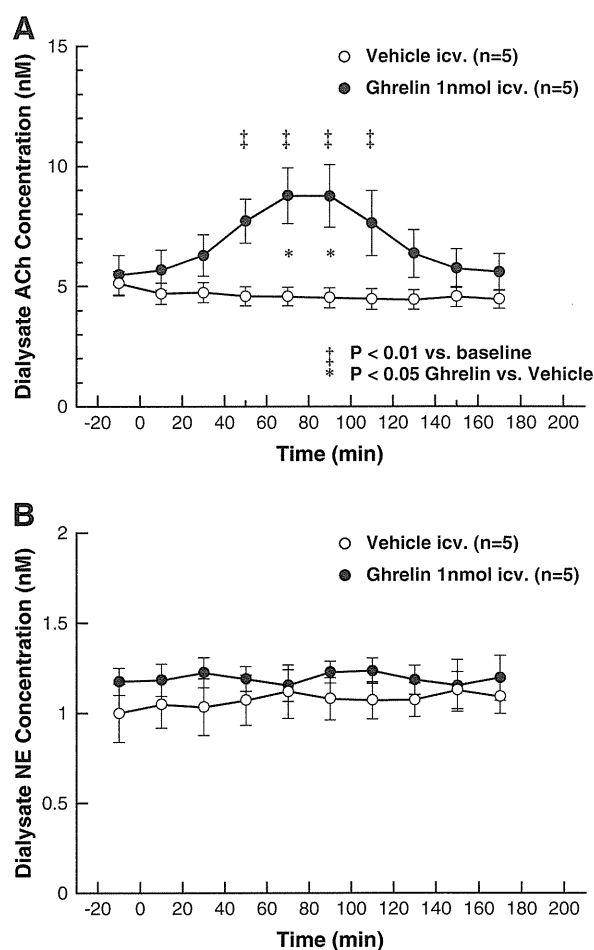 A
Dialysate ACh Concentration (nM)
15
10
5
0
Vehicle icv. (n=5)
Ghrelin 1nmol icv. (n=5)
‡ ‡ ‡ ‡
* *
‡ P < 0.01 vs. baseline
* P < 0.05 Ghrelin vs. Vehicle
-20 0 20 40 60 80 100 120 140 160 180 200
Time (min)
B
Dialysate NE Concentration (nM)
2
1.5
1
0.5
0
Vehicle icv. (n=5)
Ghrelin 1nmol icv. (n=5)
-20 0 20 40 60 80 100 120 140 160 180 200
Time (min)